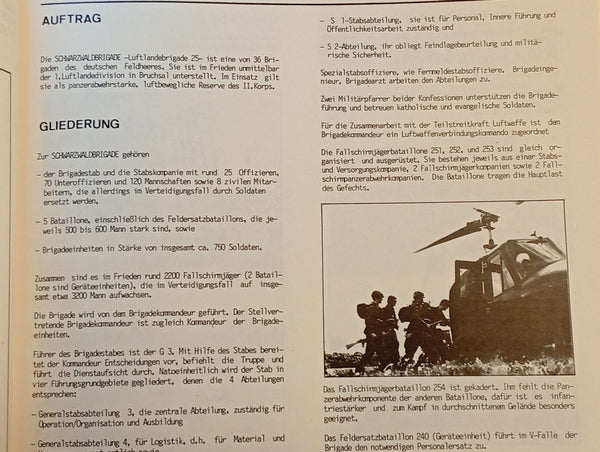 AUFTRAG
Die SCHWARZWALDBRIGADE -Luftlandebrigade 25- ist eine von 36 Bri-
gaden des deutschen Feldheeres. Sie ist im Frieden unmittelbar
der 1.Luftlandedivision in Bruchsal unterstellt. Im Einsatz gilt
sie als panzerabwehrstarke, luftbewegliche Reserve des II.Korps.
GLIEDERUNG
Zur SCHWARZWALDBRIGADE gehören
- der Brigadestab und die Stabskompanie mit rund 25 Offizieren,
70 Unteroffizieren und 120 Mannschaften sowie 8 zivilen Mitar-
beitern, die allerdings im Verteidigungsfall durch Soldaten
ersetzt werden.
- 5 Bataillone, einschließlich des Feldersatzbataillons, die je-
weils 500 bis 600 Mann stark sind, sowie
- Brigadeeinheiten in Stärke von insgesamt ca. 750 Soldaten.
Zusammen sind es im Frieden rund 2200 Fallschirmjäger (2 Batail-
lone sind Geräteeinheiten), die im Verteidigungsfall auf insge-
samt etwa 3200 Mann aufwachsen.
Die Brigade wird von dem Brigadekommandeur geführt. Der Stellver-
tretende Brigadekommandeur ist zugleich Kommandeur der Brigade-
einheiten.
Führer des Brigadestabes ist der G 3. Mit Hilfe des Stabes berei-
tet der Kommandeur Entscheidungen vor, befiehlt die Truppe und
führt die Dienstaufsicht durch. Natoeinheitlich wird der Stab in
vier Führungsgrundgebiete gegliedert, denen die 4 Abteilungen
entsprechen:
- Generalstabsabteilung 3, die zentrale Abteilung, zuständig für
Operation/Organisation und Ausbildung
- Generalstabsabteilung 4, für Logistik, d.h. für Material und
- S 1-Stabsabteilung, sie ist für Personal, Innere Führung und
Öffentlichkeitsarbeit zuständig und
- S 2-Abteilung, ihr obliegt Feindlagebeurteilung und militä-
rische Sicherheit.
Spezialstabsoffiziere, wie Fernmeldestabsoffiziere, Brigadeinge-
nieur, Brigadearzt arbeiten den Abteilungen zu.
Zwei Militärpfarrer beider Konfessionen unterstützen die Brigade-
führung und betreuen katholische und evangelische Soldaten.
Für die Zusammenarbeit mit der Teilstreitkraft Luftwaffe ist dem
Brigadekommandeur ein Luftwaffenverbindungskommando zugeordnet
Die Fallschirmjägerbataillone 251, 252, und 253 sind gleich or-
ganisiert und ausgerüstet. Sie bestehen jeweils aus einer Stabs-
und Versorgungskompanie, 2 Fallschirmjägerkompanien sowie 2 Fall-
schirmpanzerabwehrkompanien. Die Bataillone tragen die Hauptlast
des Gefechts.
Das Fallschirmjägerbataillon 254 ist gekadert. Ihm fehlt die Pan-
zerabwehrkomponente der anderen Bataillone, dafür ist es infan-
triestärker und zum Kampf in durchschnittenem Gelände besonders
geeignet.
Das Feldersatzbataillon 240 (Geräteeinheit) führt im V-Falle der
Brigade den notwendigen Personalersatz zu.